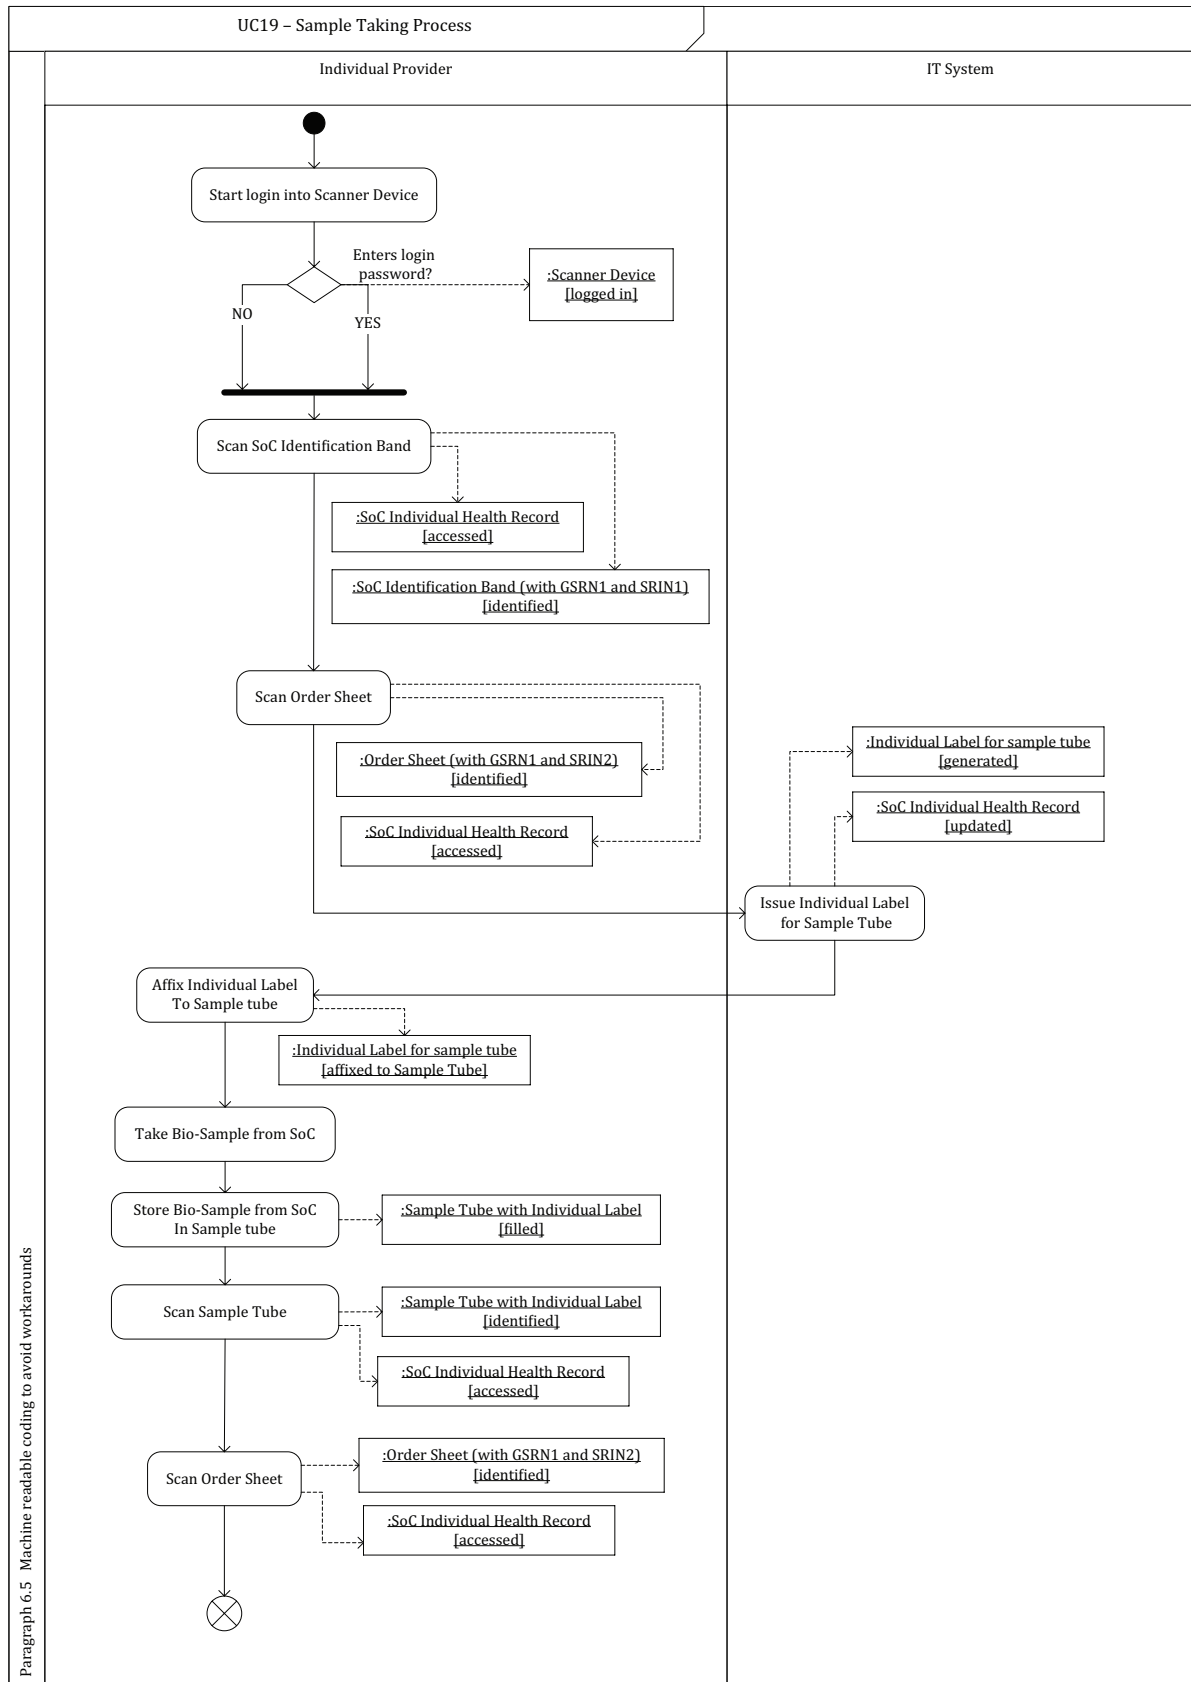 UC19 – Sample Taking Process
Individual Provider
IT System
Start login into Scanner Device
Enters login
password?
:Scanner Device
[logged in]
NO
YES
Scan SoC Identification Band
:SoC Individual Health Record
[accessed]
:SoC Identification Band (with GSRN1 and SRIN1)
[identified]
Scan Order Sheet
:Order Sheet (with GSRN1 and SRIN2)
[identified]
:SoC Individual Health Record
[accessed]
:Individual Label for sample tube
[generated]
:SoC Individual Health Record
[updated]
Issue Individual Label
for Sample Tube
Affix Individual Label
To Sample tube
:Individual Label for sample tube
[affixed to Sample Tube]
Take Bio-Sample from SoC
Store Bio-Sample from SoC
In Sample tube
:Sample Tube with Individual Label
[filled]
Scan Sample Tube
:Sample Tube with Individual Label
[identified]
:SoC Individual Health Record
[accessed]
Scan Order Sheet
:Order Sheet (with GSRN1 and SRIN2)
[identified]
:SoC Individual Health Record
[accessed]
Paragraph 6.5 Machine readable coding to avoid workarounds